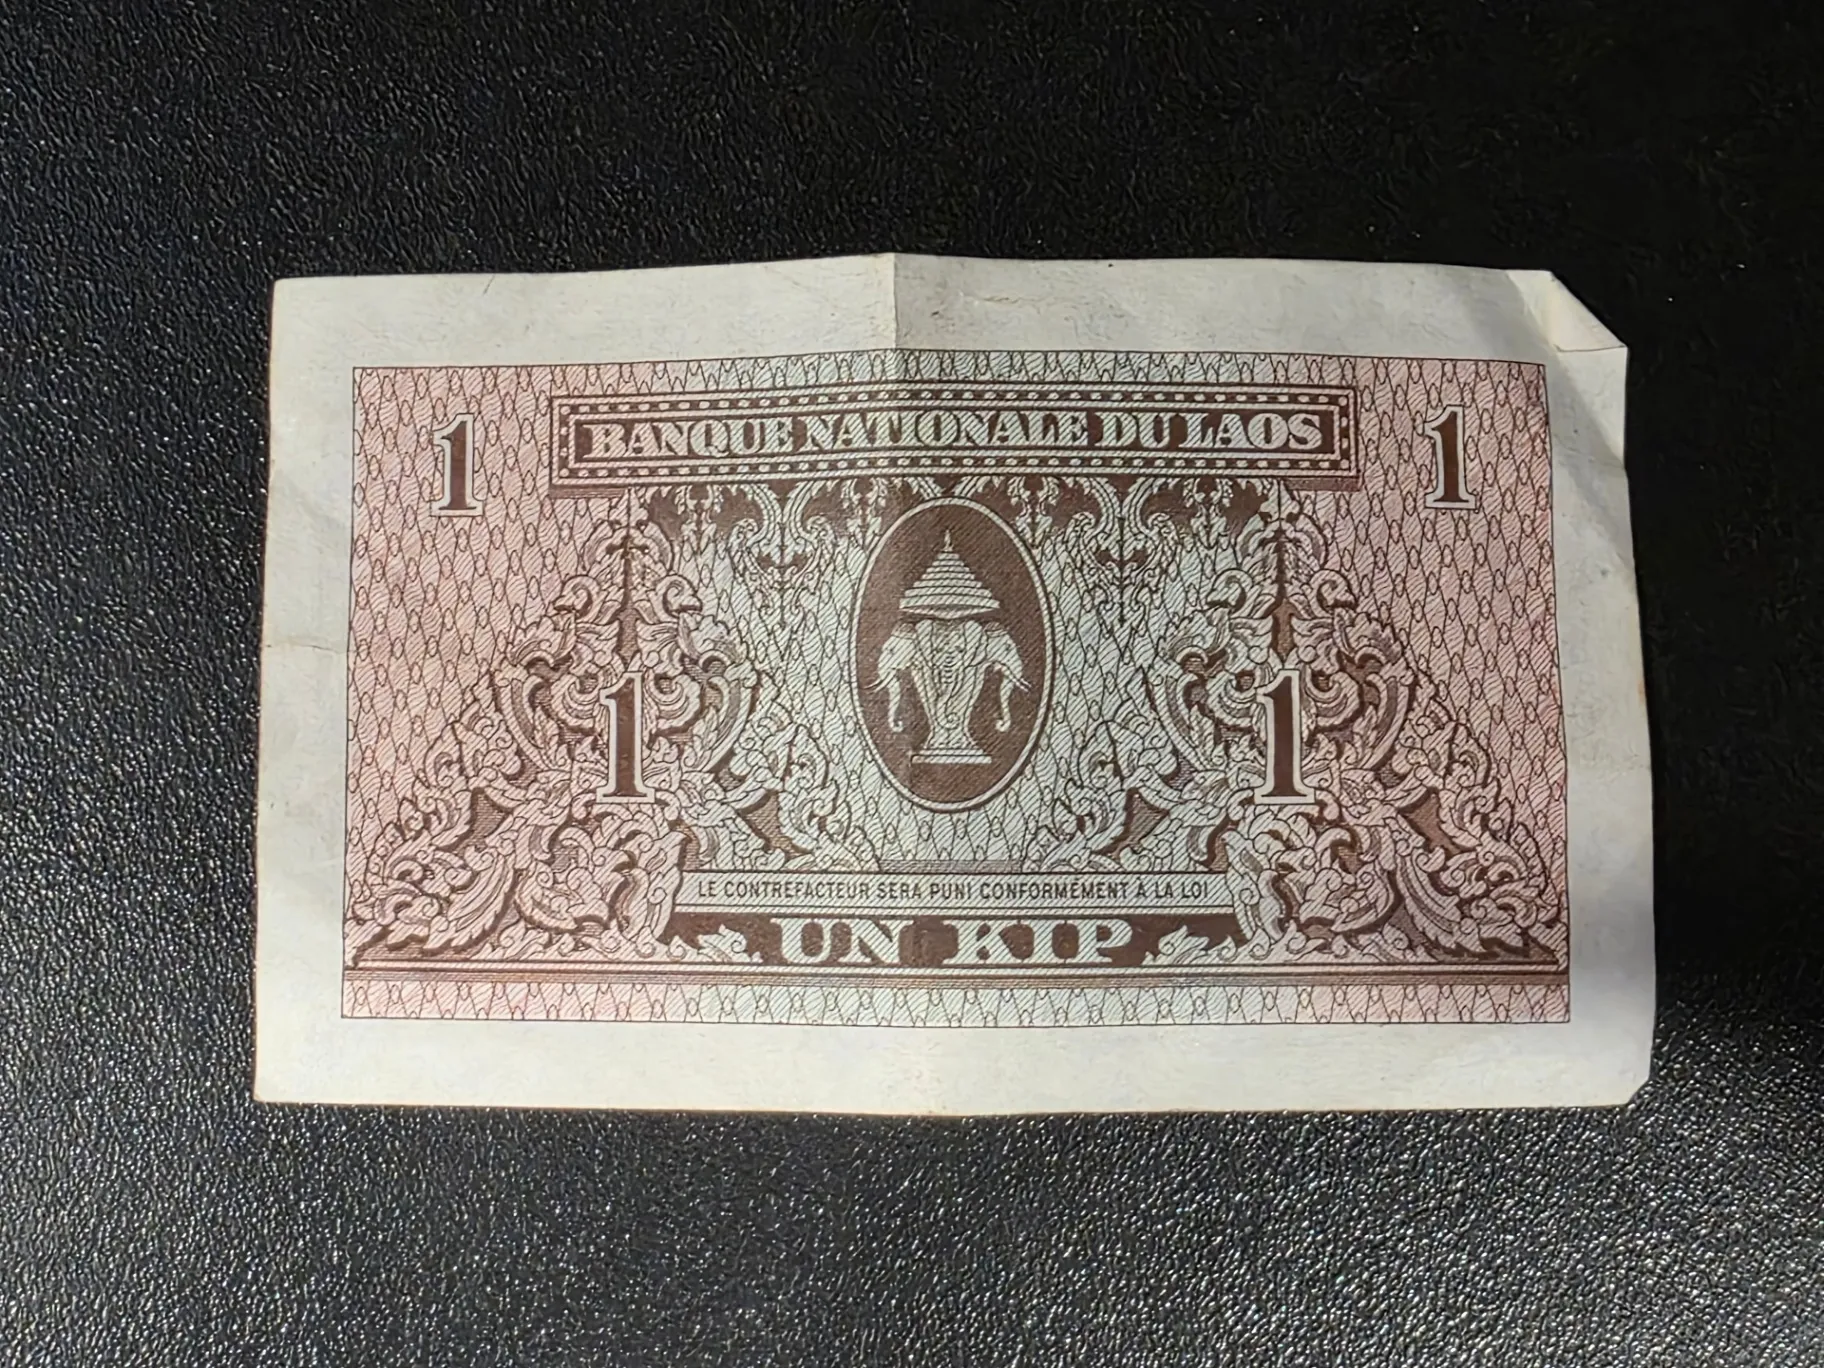 1 BANQUE NATIONALE DU LAOS 1
1 1
LE CONTREFACTEUR SERA PUNI CONFORMÉMENT À LA LOI
UN KIP